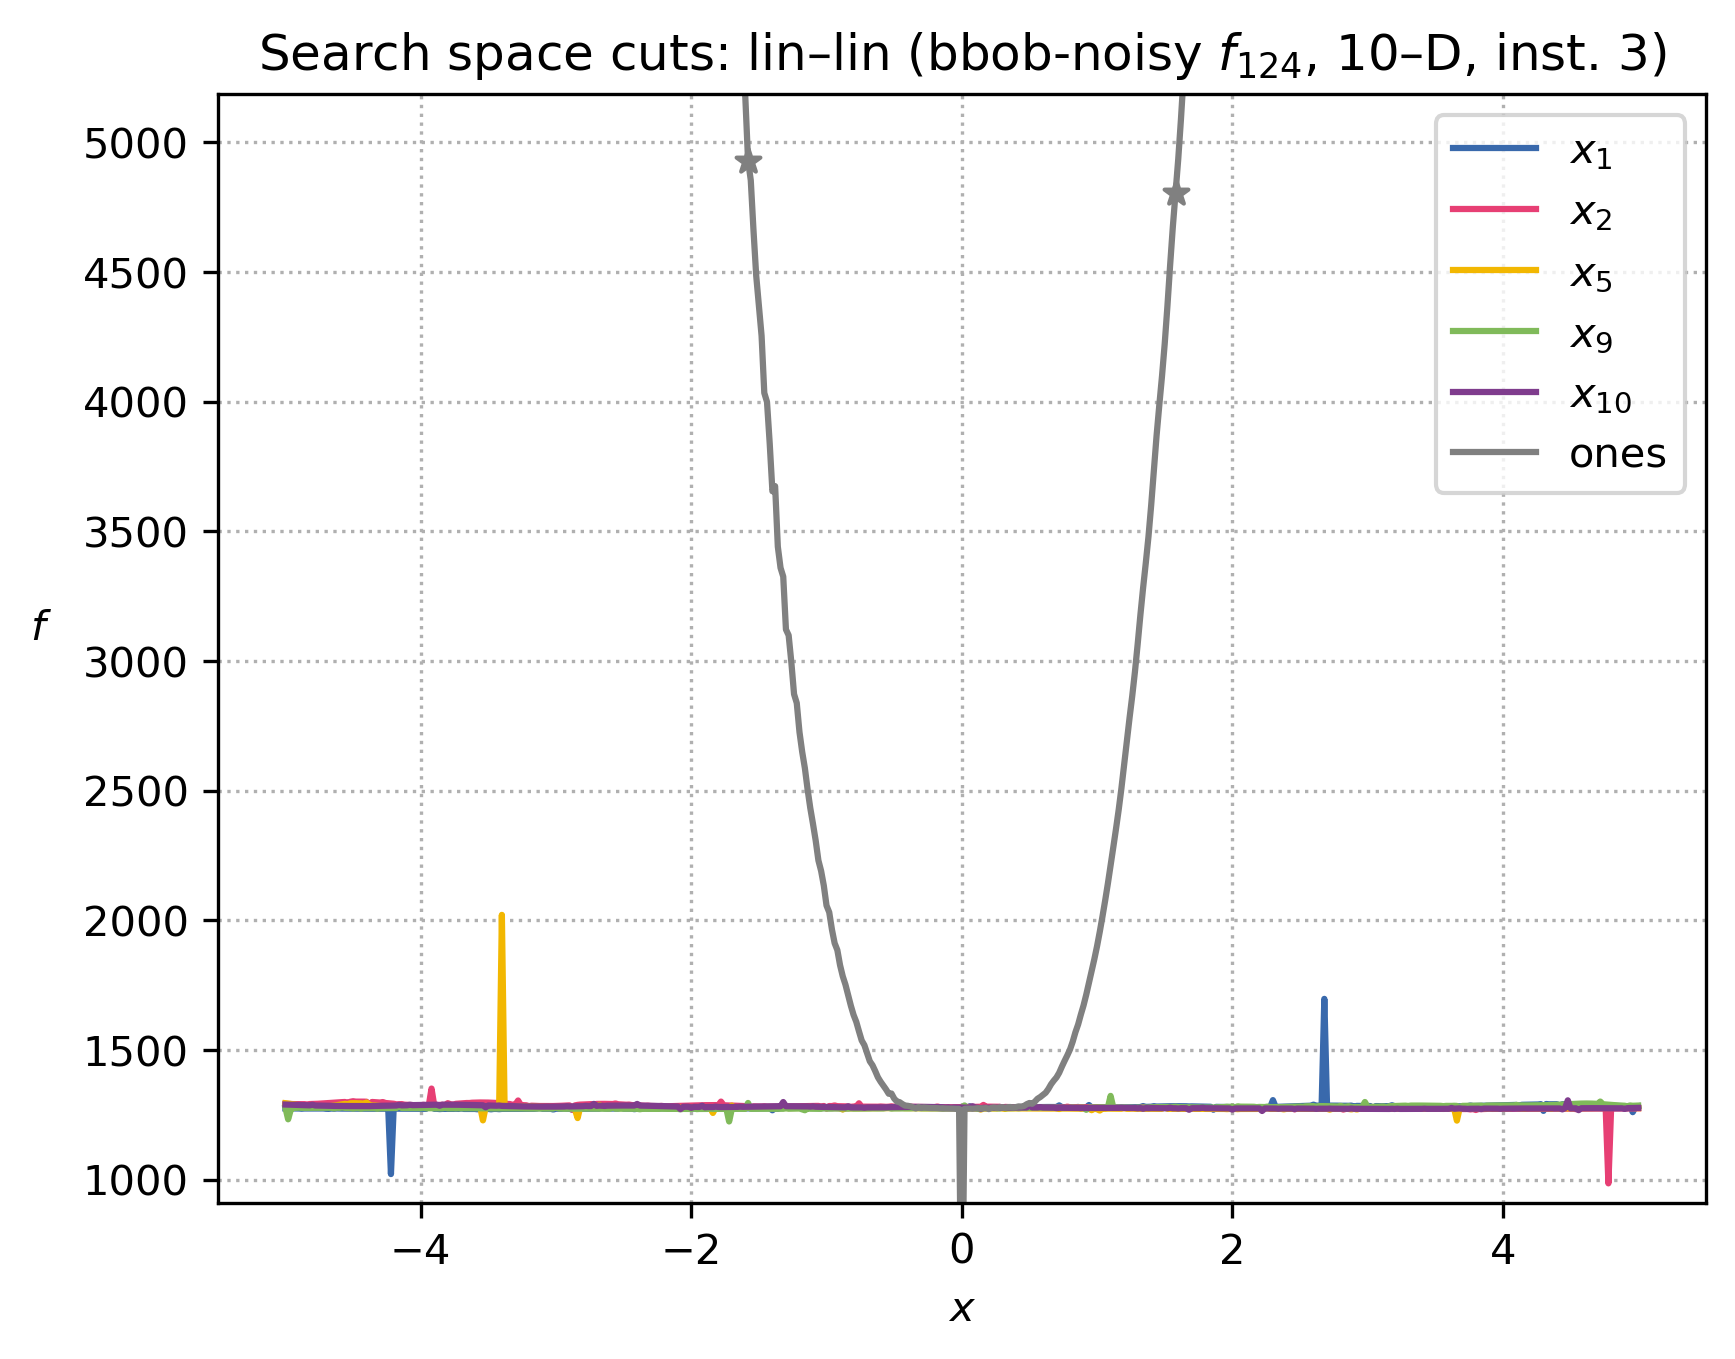 Search space cuts: lin–lin (bbob-noisy f₁₂₄, 10–D, inst. 3)
5000
4500
4000
3500
3000
2500
2000
1500
1000
f
−4
−2
0
2
4
x
x₁
x₂
x₅
x₉
x₁₀
ones